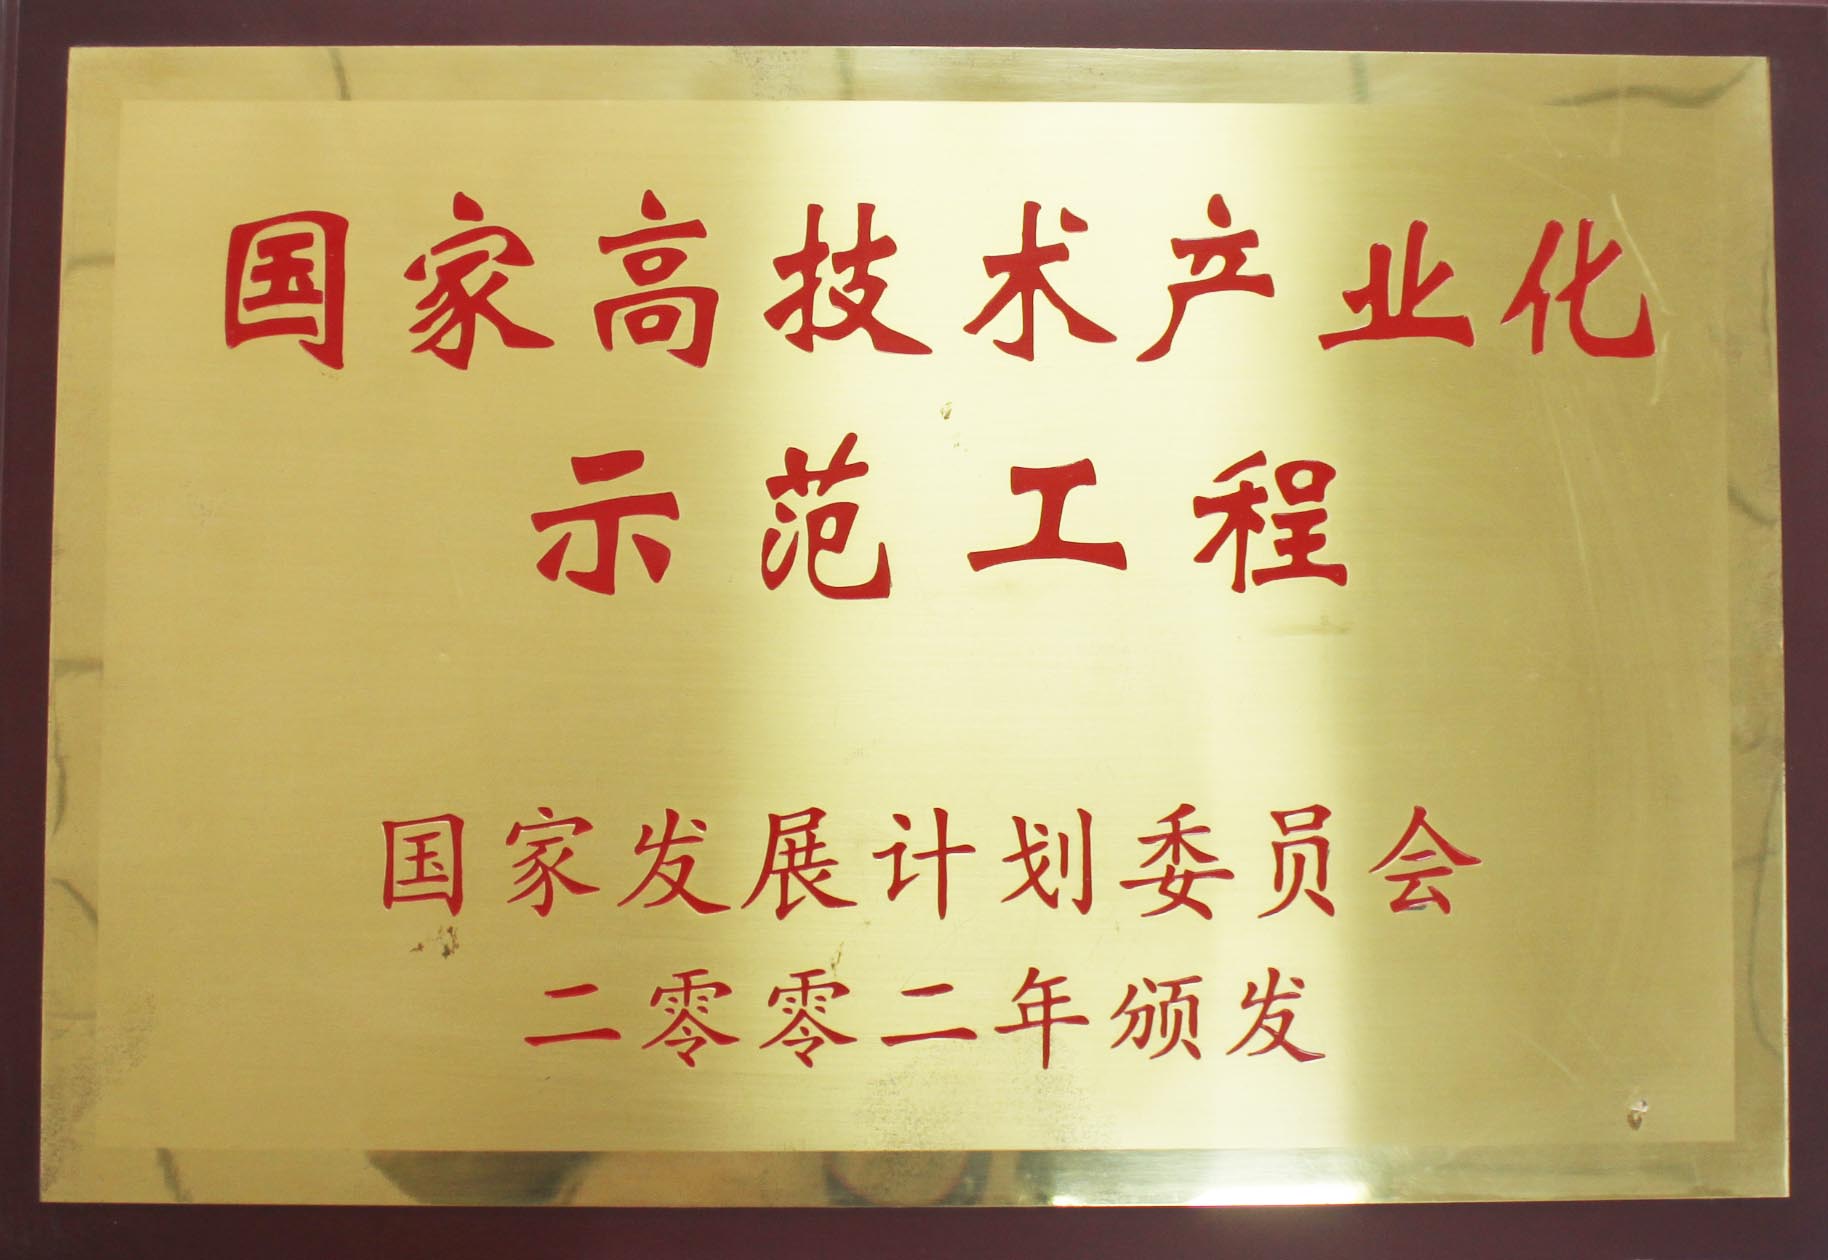 国家高技术产业化
示范工程
国家发展计划委员会
二零零二年颁发